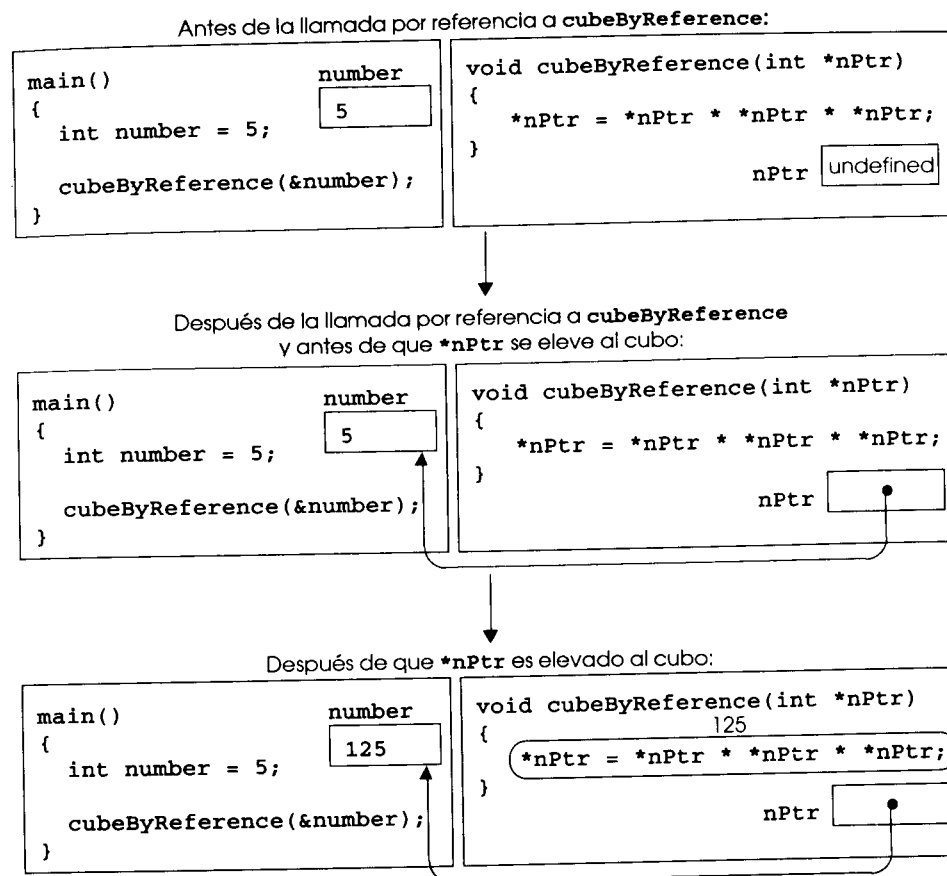 Antes de la llamada por referencia a cubeByReference:
main()
{
int number = 5;
cubeByReference(&number);
}
number
5
void cubeByReference(int *nPtr)
{
*nPtr = *nPtr * *nPtr * *nPtr;
}
nPtr
undefined
Después de la llamada por referencia a cubeByReference
y antes de que *nPtr se eleve al cubo:
main()
{
int number = 5;
cubeByReference(&number);
}
number
5
void cubeByReference(int *nPtr)
{
*nPtr = *nPtr * *nPtr * *nPtr;
}
nPtr
Después de que *nPtr es elevado al cubo:
main()
{
int number = 5;
cubeByReference(&number);
}
number
125
void cubeByReference(int *nPtr)
{
125
*nPtr = *nPtr * *nPtr * *nPtr;
}
nPtr